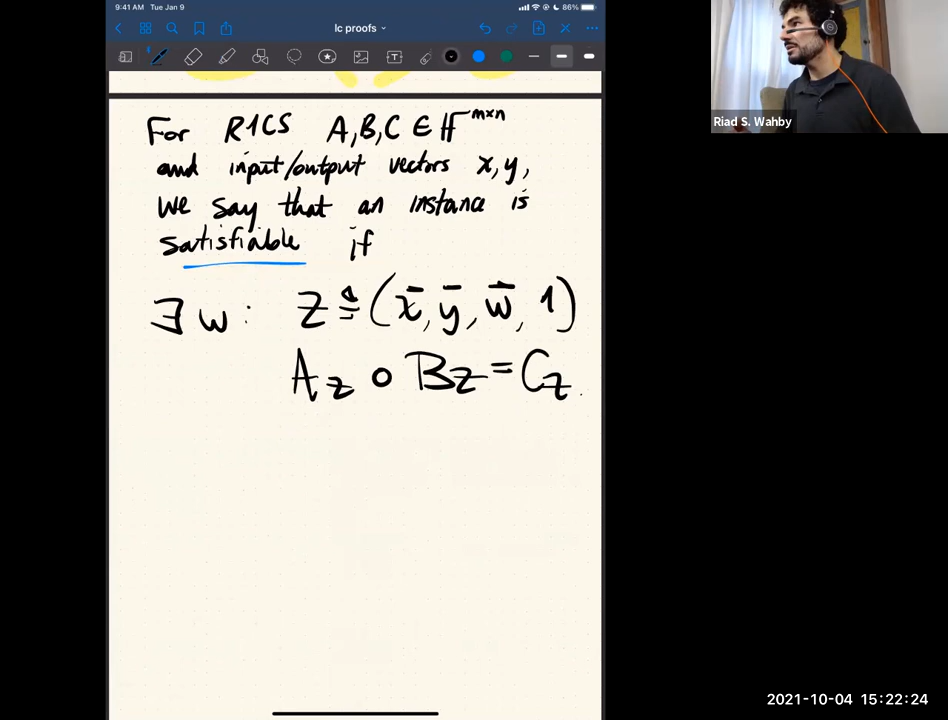 9:41 AM Tue Jan 9
86%
lc proofs
For R1CS A,B,C ∈ F^m×n
and input/output vectors x,y,
we say that an instance is
satisfiable if
∃ w: z ≜ (x̄, ȳ, w̄, 1)
Az ∘ Bz = Cz.
Riad S. Wahby
2021-10-04 15:22:24